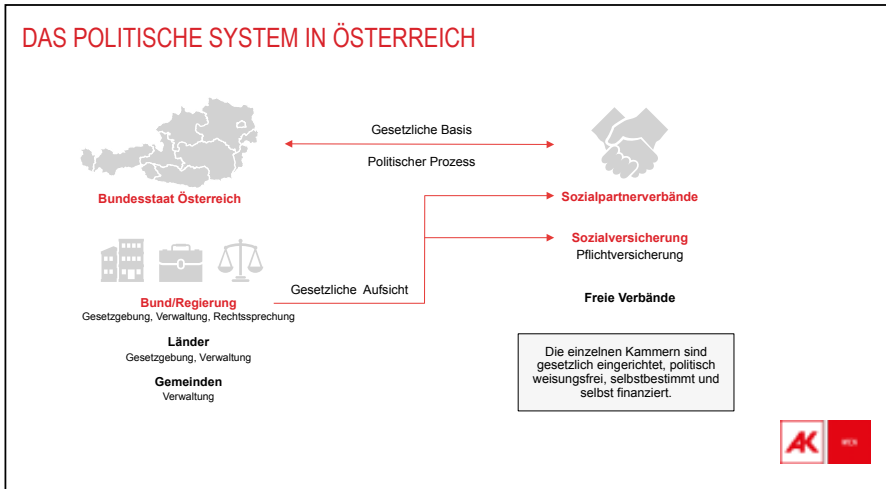 DAS POLITISCHE SYSTEM IN ÖSTERREICH
Gesetzliche Basis
Politischer Prozess
Bundesstaat Österreich
Sozialpartnerverbände
Sozialversicherung
Pflichtversicherung
Gesetzliche Aufsicht
Bund/Regierung
Gesetzgebung, Verwaltung, Rechtssprechung
Freie Verbände
Länder
Gesetzgebung, Verwaltung
Gemeinden
Verwaltung
Die einzelnen Kammern sind
gesetzlich eingerichtet, politisch
weisungsfrei, selbstbestimmt und
selbst finanziert.
AK
WIEN